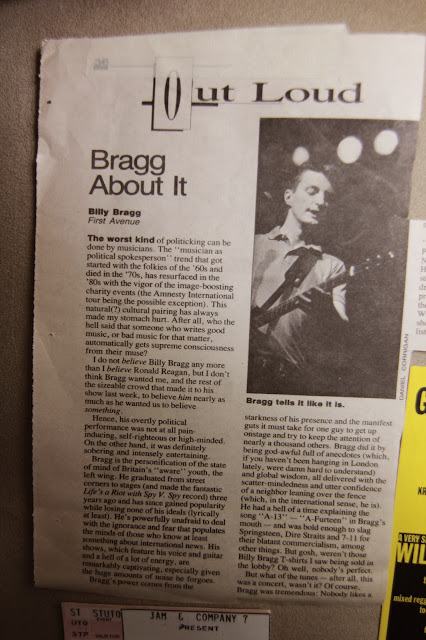 Out Loud
Bragg
About It
Billy Bragg
First Avenue
The worst kind of politicking can be
done by musicians. The "musician as
political spokesperson" trend that got
started with the folkies of the '60s and
died in the '70s, has resurfaced in the
'80s with the vigor of the image-boosting
charity events (the Amnesty International
tour being the possible exception). This
natural(?) cultural pairing has always
made my stomach hurt. After all, who the
hell said that someone who writes good
music, or bad music for that matter,
automatically gets supreme consciousness
from their muse?
I do not believe Billy Bragg any more
than I believe Ronald Reagan, but I don't
think Bragg wanted me, and the rest of
the sizeable crowd that made it to his
show last week, to believe him nearly as
much as he wanted us to believe
something.
Hence, his overtly political
performance was not at all pain-
inducing, self-righteous or high-minded.
On the other hand, it was definitely
sobering and intensely entertaining.
Bragg is the personification of the state
of mind of Britain's "aware" youth, the
left wing. He graduated from street
corners to stages (and made the fantastic
Life's a Riot with Spy V. Spy record) three
years ago and has since gained popularity
while losing none of his ideals (lyrically
at least). He's powerfully unafraid to deal
with the ignorance and fear that populates
the minds of those who know at least
something about international news. His
shows, which feature his voice and guitar
and a hell of a lot of energy, are
remarkably captivating, especially given
the huge amounts of noise he forgoes.
Bragg's power comes from the
DANIEL CORRIGAN
Bragg tells it like it is.
starkness of his presence and the manifest
guts it must take for one guy to get up
onstage and try to keep the attention of
nearly a thousand others. Bragg did it by
being god-awful full of anecdotes (which,
if you haven't been hanging in London
lately, were damn hard to understand)
and global wisdom, all delivered with the
scatter-mindedness and utter confidence
of a neighbor leaning over the fence
(which, in the international sense, he is).
He had a hell of a time explaining the
song "A-13" — "A-Furteen" in Bragg's
mouth — and was bold enough to slag
Springsteen, Dire Straits and 7-11 for
their blatant commercialism, among
other things. But gosh, weren't those
Billy Bragg T-shirts I saw being sold in
the lobby? Oh well, nobody's perfect.
But what of the tunes — after all, this
was a concert, wasn't it? Of course,
Bragg was tremendous: Nobody likes a
A VERY S
WIL
mixed regg
to
ST
UTO
STP
STUTO
JAM & COMPANY 7
PRESENT